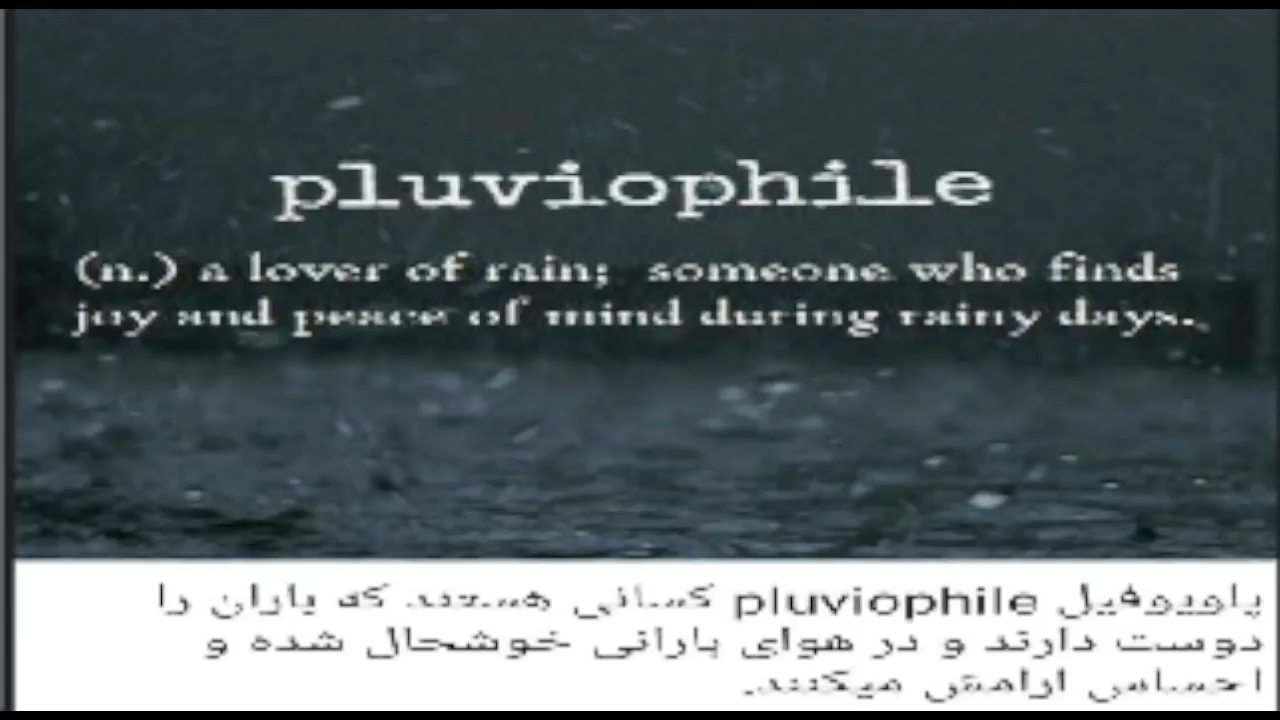 pluviophile
(n.) a lover of rain; someone who finds
joy and peace of mind during rainy days.
پلویوفیل pluviophile کسانی هستند که باران را
دوست دارند و در هوای بارانی خوشحال شده و
احساس ارامش میکنند.